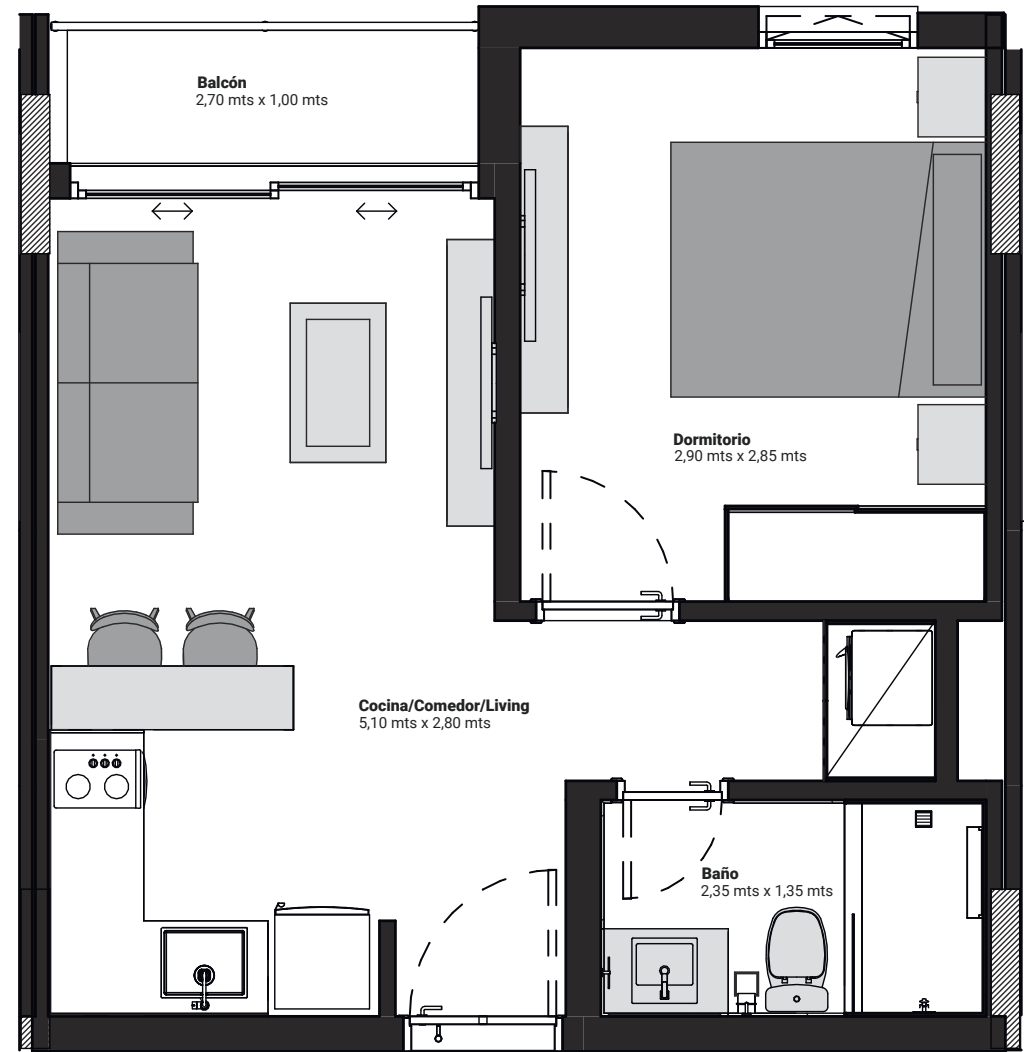 Balcón
2,70 mts x 1,00 mts
Dormitorio
2,90 mts x 2,85 mts
Cocina/Comedor/Living
5,10 mts x 2,80 mts
Baño
2,35 mts x 1,35 mts